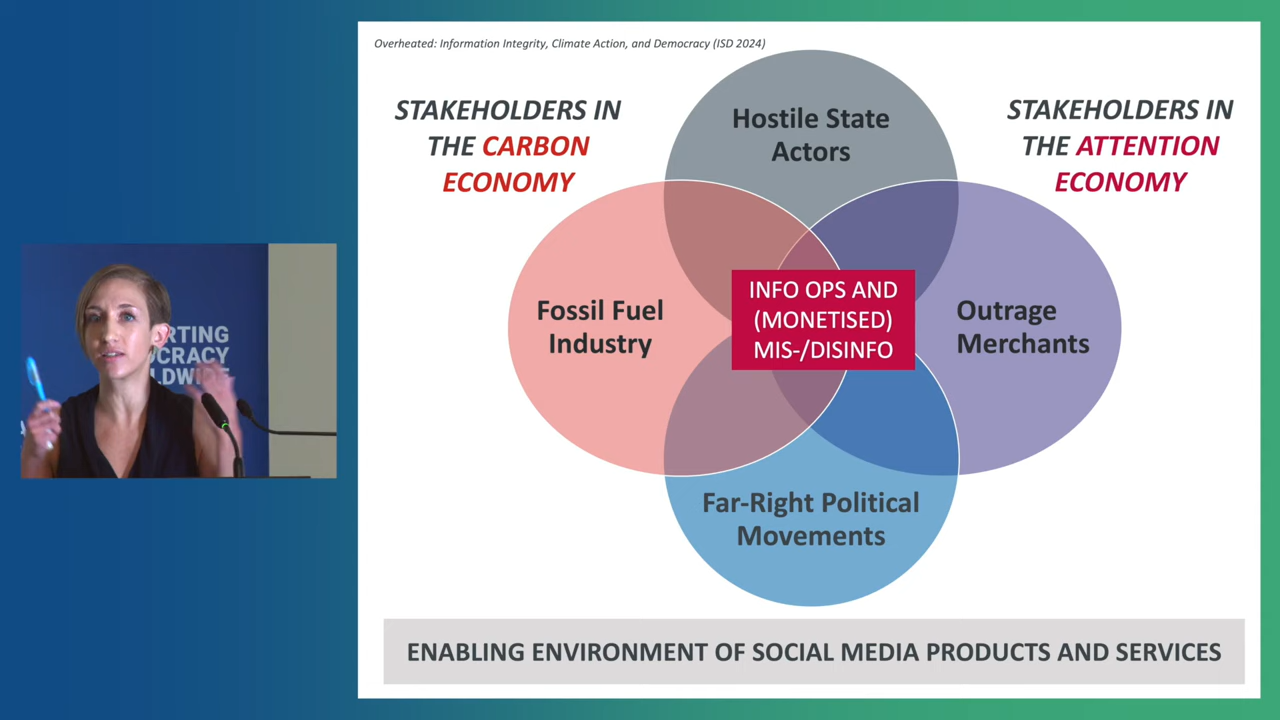 Overheated: Information Integrity, Climate Action, and Democracy (ISD 2024)
STAKEHOLDERS IN
THE CARBON
ECONOMY
Hostile State
Actors
STAKEHOLDERS IN
THE ATTENTION
ECONOMY
Fossil Fuel
Industry
INFO OPS AND
(MONETISED)
MIS-/DISINFO
Outrage
Merchants
Far-Right Political
Movements
ENABLING ENVIRONMENT OF SOCIAL MEDIA PRODUCTS AND SERVICES